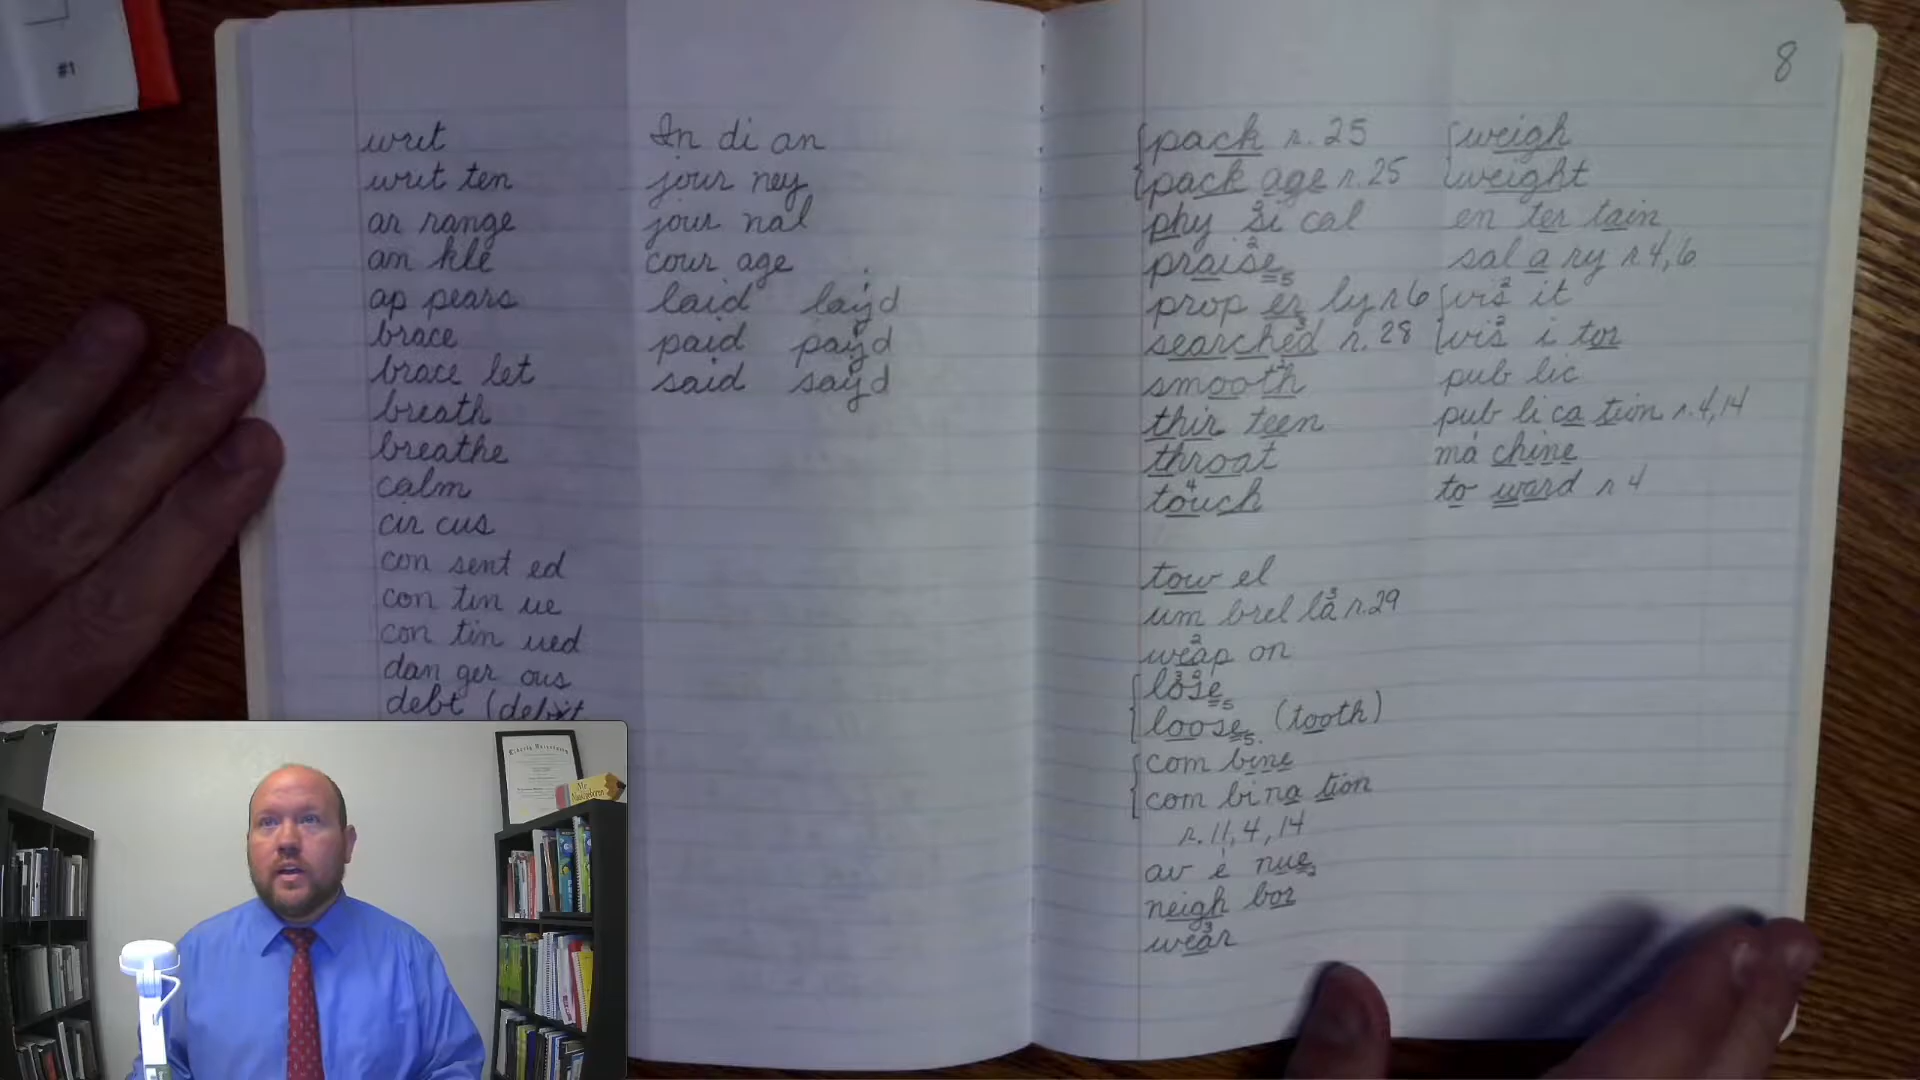 #1
8
writ
writ ten
ar range
an kle
ap pears
brace
brace let
breath
breathe
calm
cir cus
con sent ed
con tin ue
con tin ued
dan ger ous
debt (debit
In di an
jour ney
jour nal
cour age
laid layd
paid payd
said sayd
pack r. 25
pack age r. 25
phy si cal
praise
prop er ly r 6
searched r. 28
smooth
thir teen
throat
touch
tow el
um brel la r. 29
weap on
lose
loose (tooth)
com bine
com bi na tion
r. 11, 4, 14
av e nue
neigh bor
wear
weigh
weight
en ter tain
sal a ry r 4, 6
vis it
vis i tor
pub lic
pub li ca tion r. 4, 14
ma chine
to ward r 4
Mr.